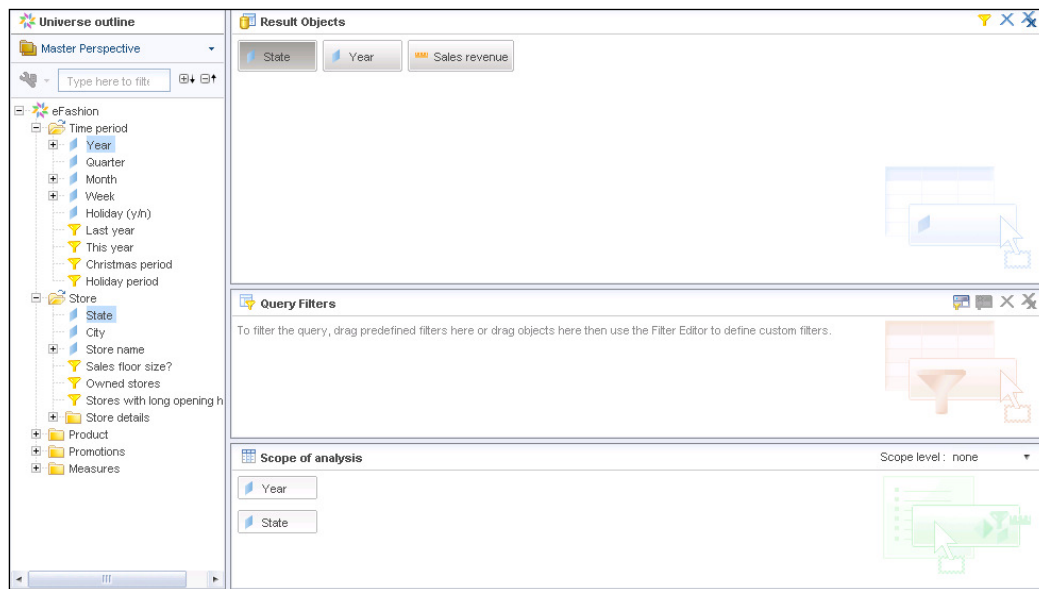 Universe outline
Master Perspective
Type here to filte
eFashion
Time period
Year
Quarter
Month
Week
Holiday (y/n)
Last year
This year
Christmas period
Holiday period
Store
State
City
Store name
Sales floor size?
Owned stores
Stores with long opening h
Store details
Product
Promotions
Measures
Result Objects
State Year Sales revenue
Query Filters
To filter the query, drag predefined filters here or drag objects here then use the Filter Editor to define custom filters.
Scope of analysis Scope level : none
Year
State